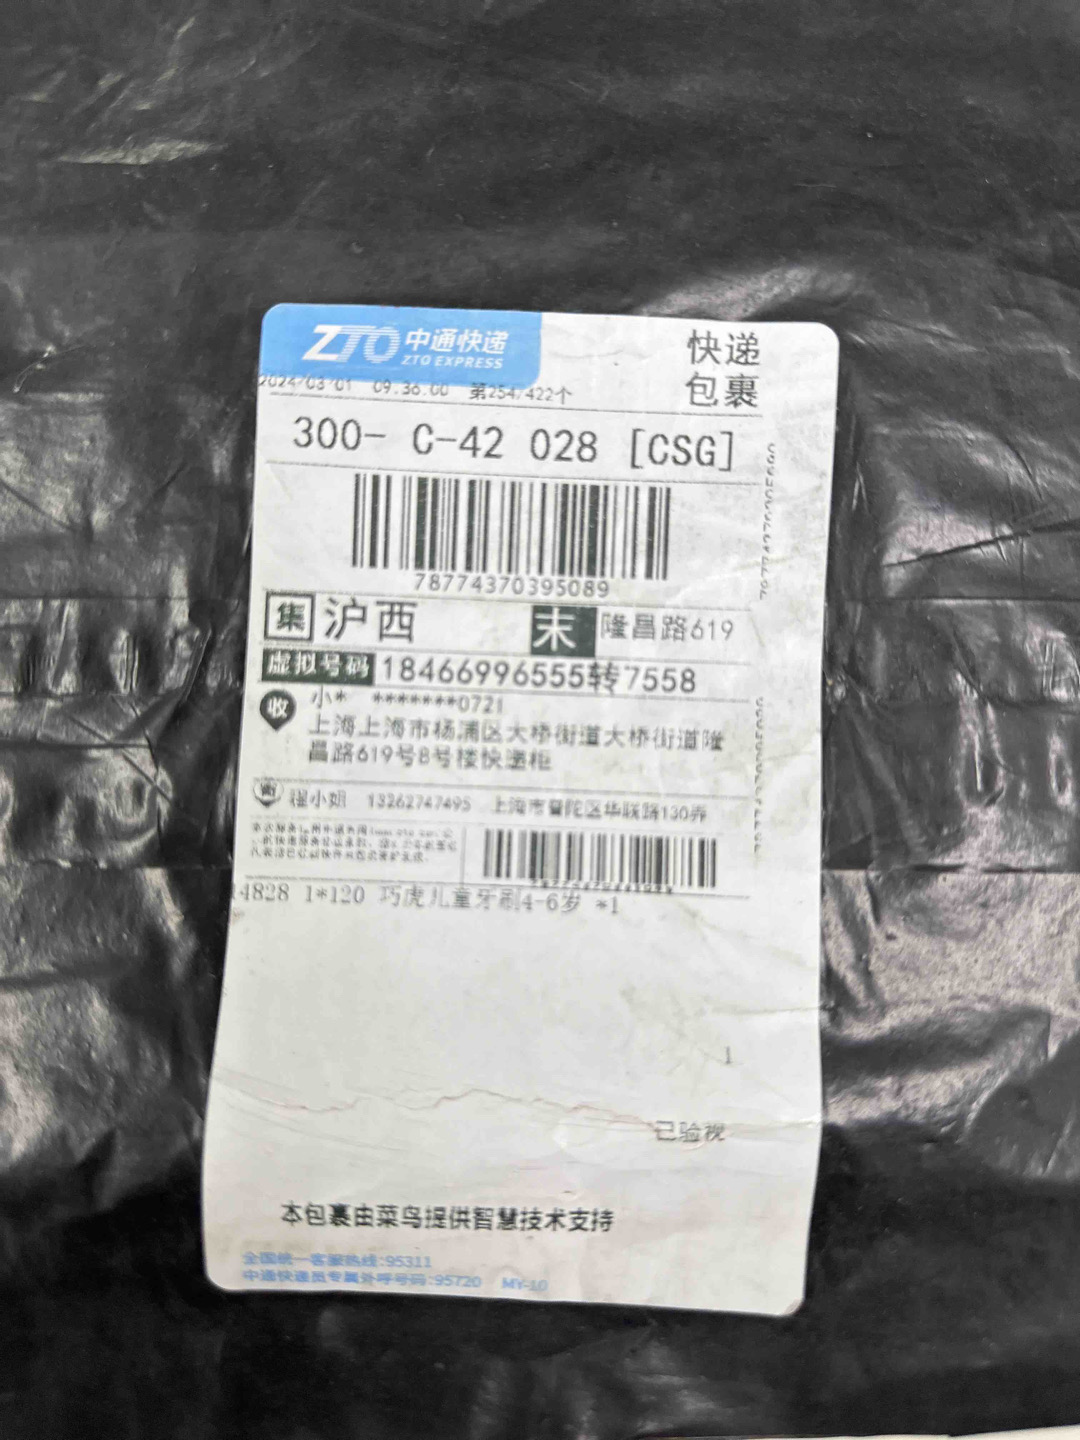 ZTO中通快递
ZTO EXPRESS
快递
包裹
2024/03/01 09:36:00 第254/422个
300- C-42 028 [CSG]
78774370395089
集 沪西 末 隆昌路619
虚拟号码 18466996555转7558
收 小* *******0721
上海上海市杨浦区大桥街道大桥街道隆
昌路619号8号楼快递柜
寄 翟小姐 13262747495 上海市普陀区华联路130弄
14828 1*120 巧虎儿童牙刷4-6岁 *1
1
已验视
本包裹由菜鸟提供智慧技术支持
全国统一客服热线:95311
中通快递员专属外呼号码:95720 MY-10